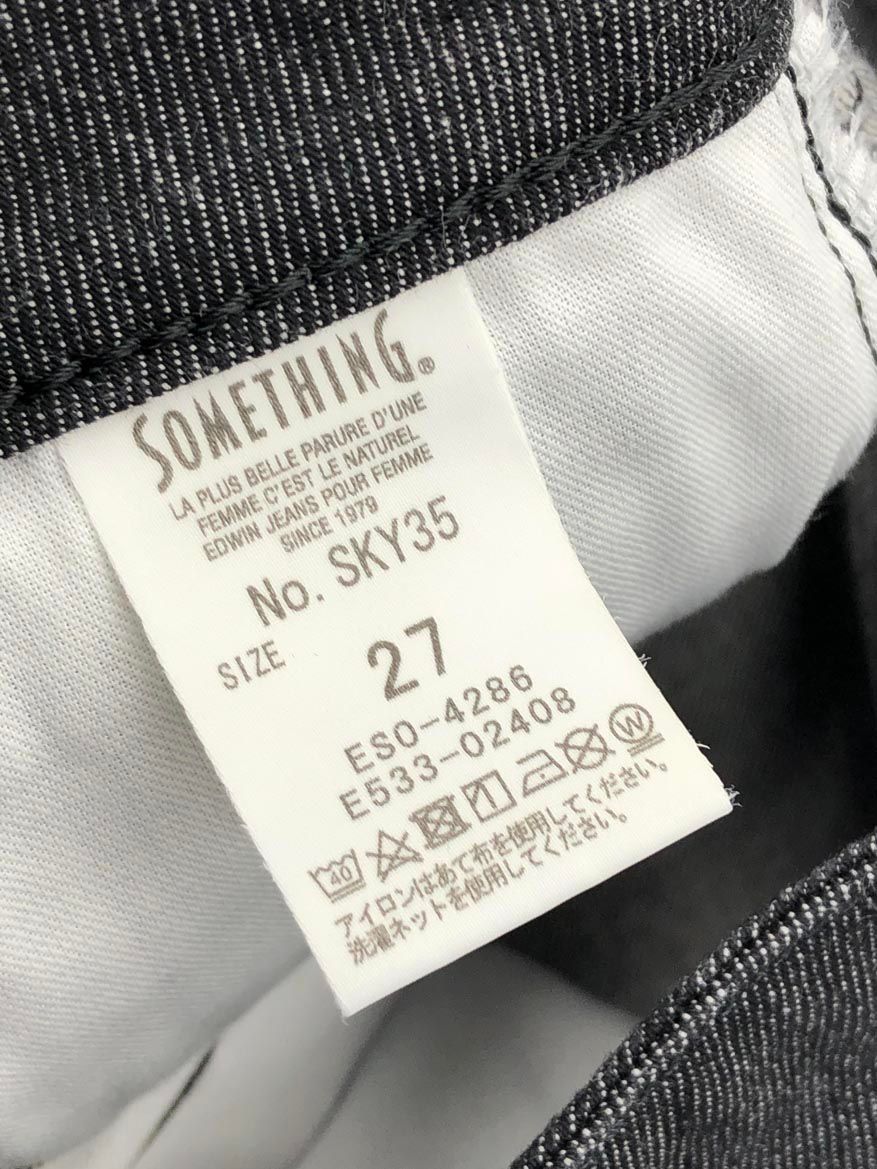 SOMETHING®
LA PLUS BELLE PARURE D'UNE
FEMME C'EST LE NATUREL
EDWIN JEANS POUR FEMME
SINCE 1979
No. SKY35
SIZE 27
ESO-4286
E533-02408
40 W
アイロンはあて布を使用してください。
洗濯ネットを使用してください。